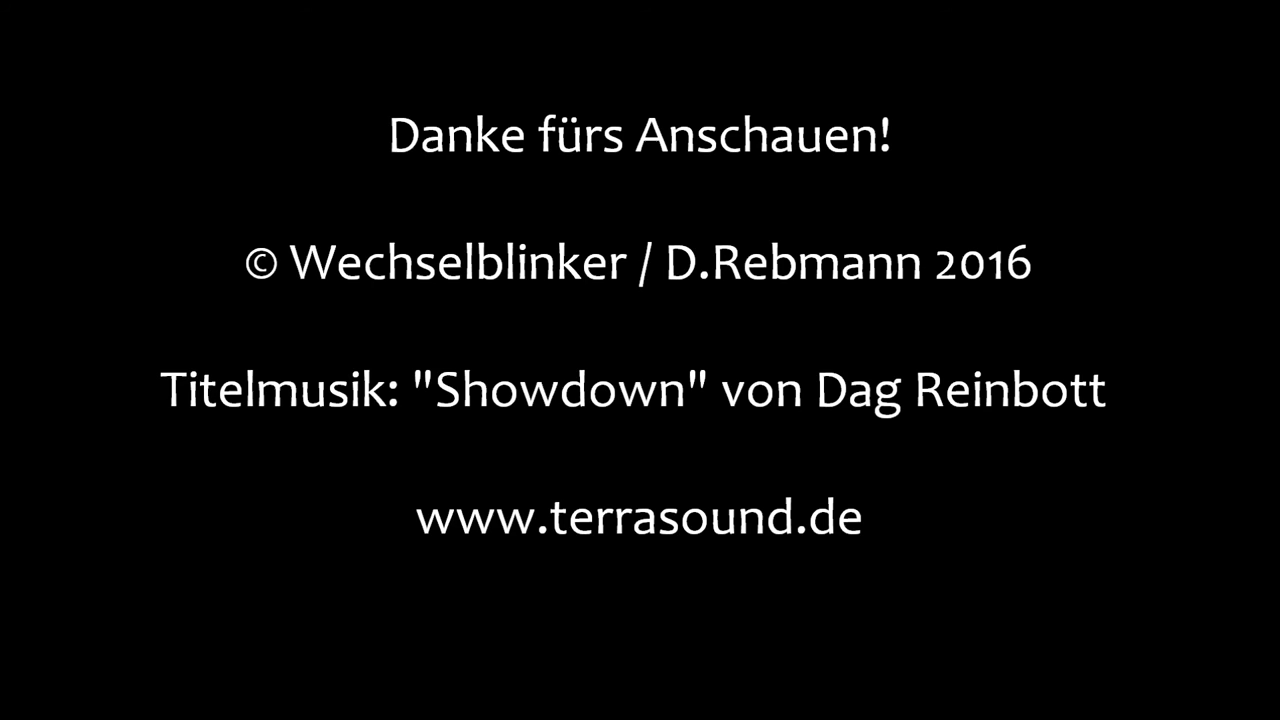 Danke fürs Anschauen!
© Wechselblinker / D.Rebmann 2016
Titelmusik: "Showdown" von Dag Reinbott
www.terrasound.de